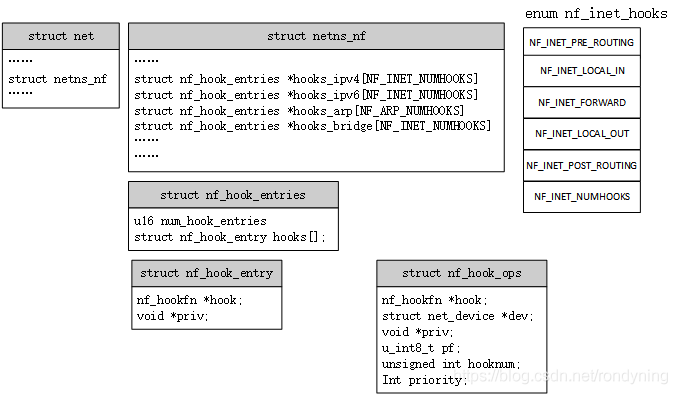 enum nf_inet_hooks
struct net
……
struct netns_nf
……
struct netns_nf
……
struct nf_hook_entries *hooks_ipv4[NF_INET_NUMHOOKS]
struct nf_hook_entries *hooks_ipv6[NF_INET_NUMHOOKS]
struct nf_hook_entries *hooks_arp[NF_ARP_NUMHOOKS]
struct nf_hook_entries *hooks_bridge[NF_INET_NUMHOOKS]
……
……
NF_INET_PRE_ROUTING
NF_INET_LOCAL_IN
NF_INET_FORWARD
NF_INET_LOCAL_OUT
NF_INET_POST_ROUTING
NF_INET_NUMHOOKS
struct nf_hook_entries
u16 num_hook_entries
struct nf_hook_entry hooks[];
struct nf_hook_entry
nf_hookfn *hook;
void *priv;
struct nf_hook_ops
nf_hookfn *hook;
struct net_device *dev;
void *priv;
u_int8_t pf;
unsigned int hooknum;
Int priority;
https://blog.csdn.net/rondyning